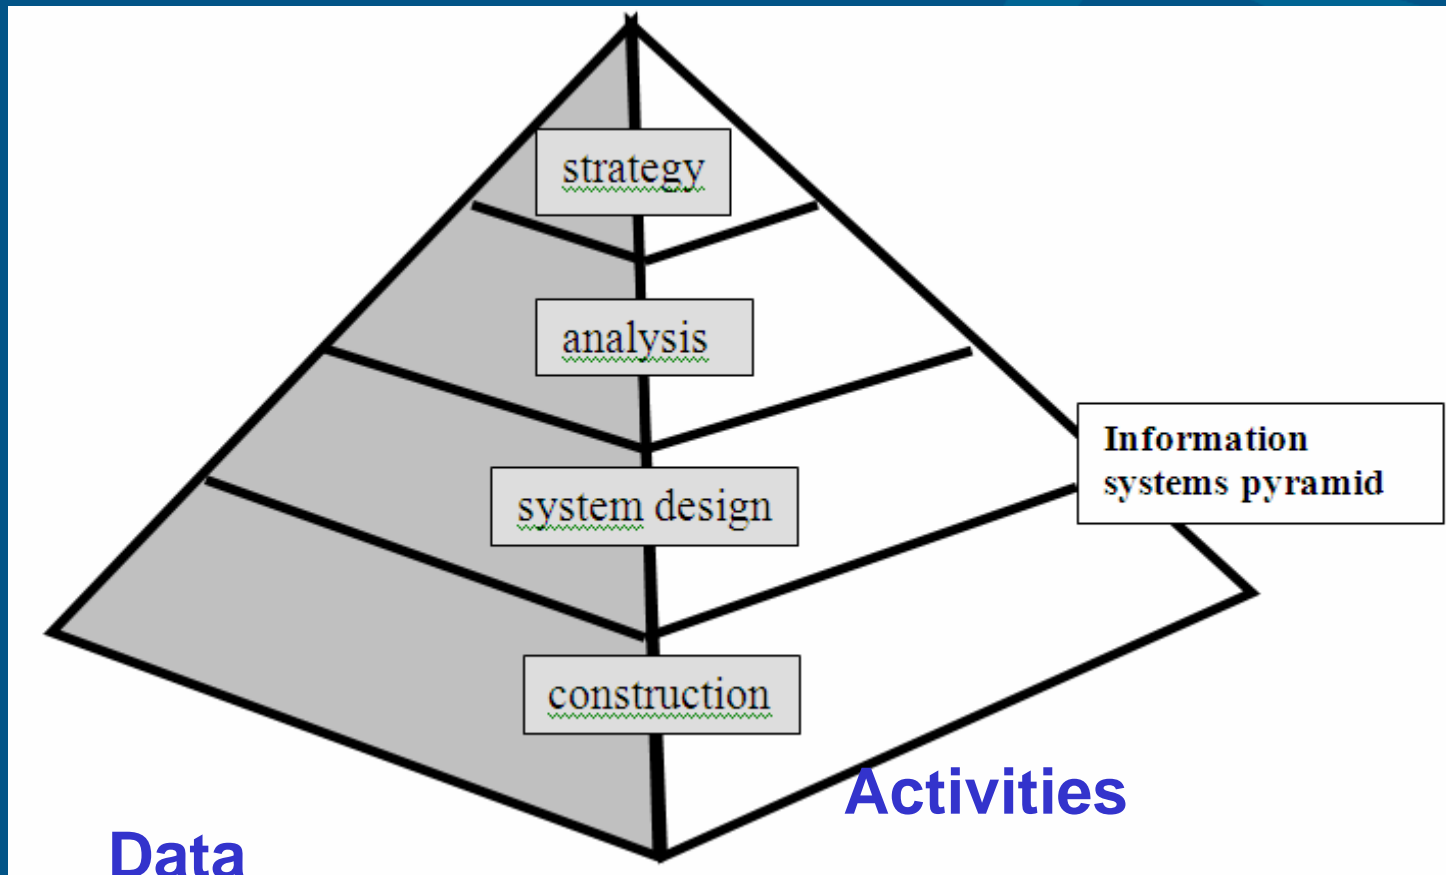 strategy
analysis
Information
systems pyramid
system design
construction
Activities
Data